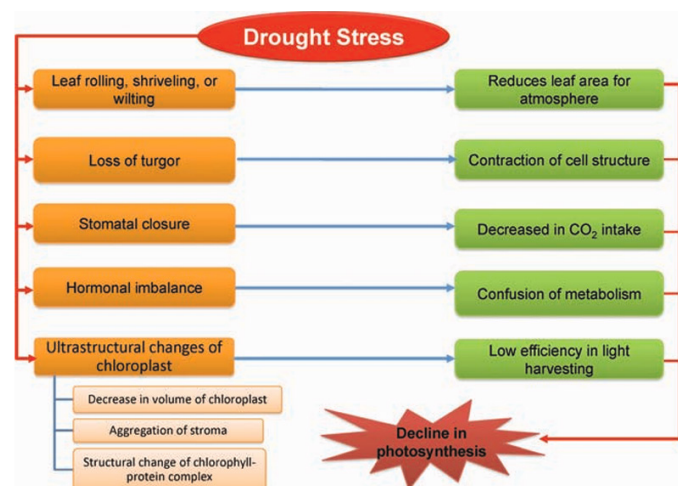 Drought Stress
Leaf rolling, shriveling, or
wilting
Reduces leaf area for
atmosphere
Loss of turgor
Contraction of cell structure
Stomatal closure
Decreased in CO₂ intake
Hormonal imbalance
Confusion of metabolism
Ultrastructural changes of
chloroplast
Low efficiency in light
harvesting
Decrease in volume of chloroplast
Aggregation of stroma
Structural change of chlorophyll-
protein complex
Decline in
photosynthesis